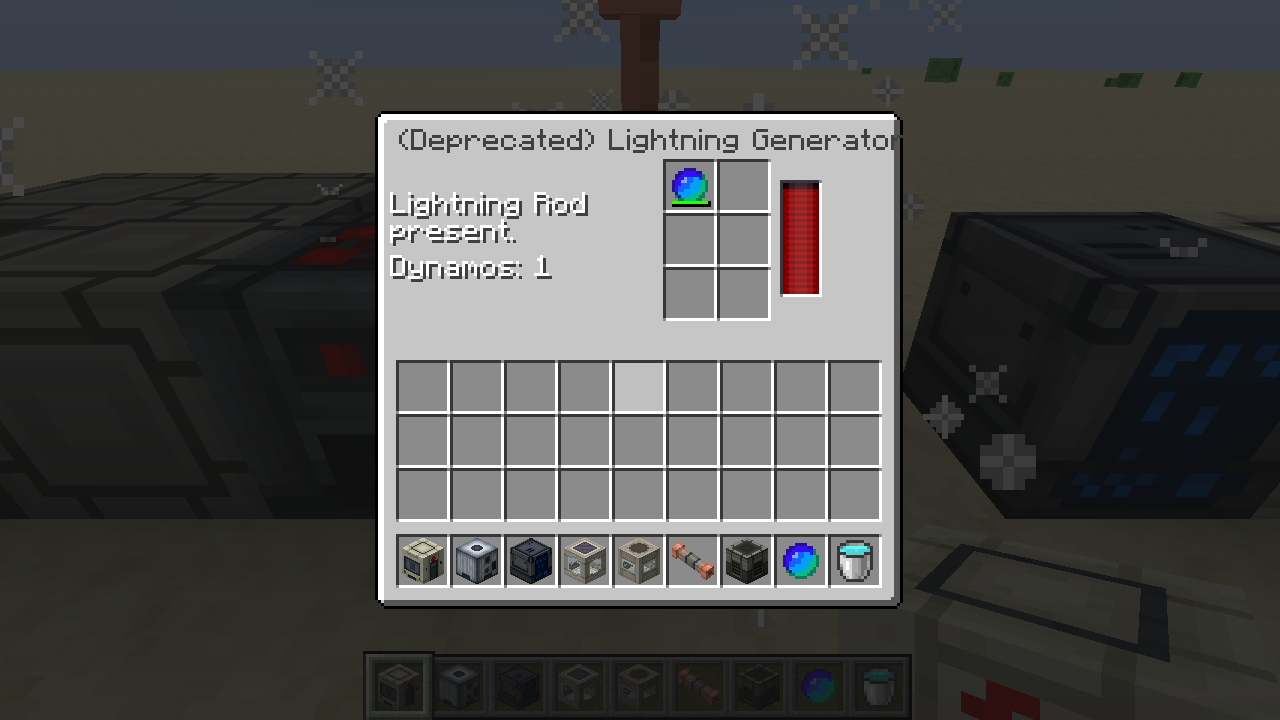 (Deprecated) Lightning Generator
Lightning Rod
present.
Dynamos: 1